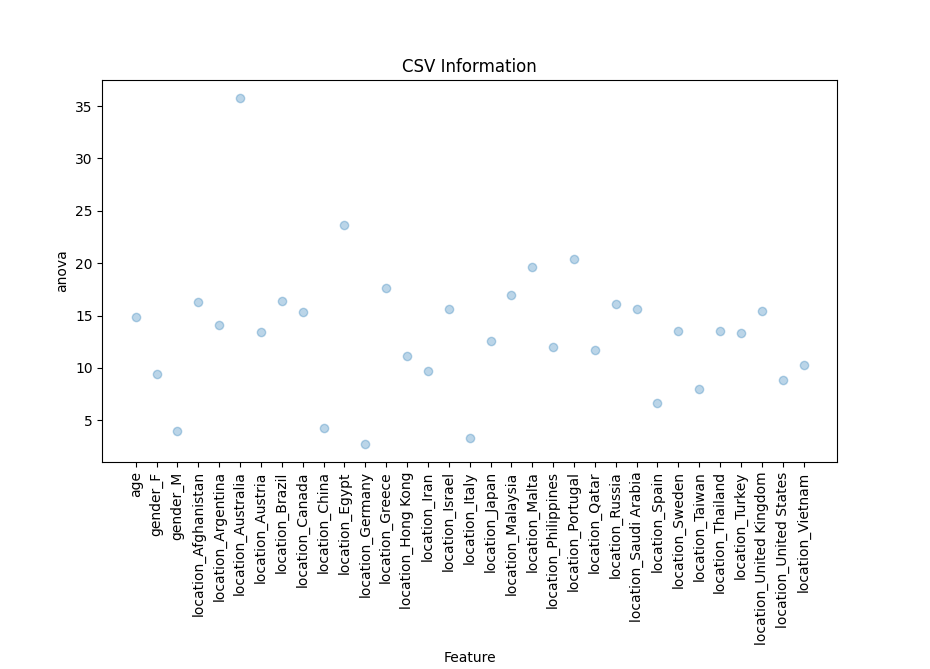 CSV Information
anova
35
30
25
20
15
10
5
age
gender_F
gender_M
location_Afghanistan
location_Argentina
location_Australia
location_Austria
location_Brazil
location_Canada
location_China
location_Egypt
location_Germany
location_Greece
location_Hong Kong
location_Iran
location_Israel
location_Italy
location_Japan
location_Malaysia
location_Malta
location_Philippines
location_Portugal
location_Qatar
location_Russia
location_Saudi Arabia
location_Spain
location_Sweden
location_Taiwan
location_Thailand
location_Turkey
location_United Kingdom
location_United States
location_Vietnam
Feature